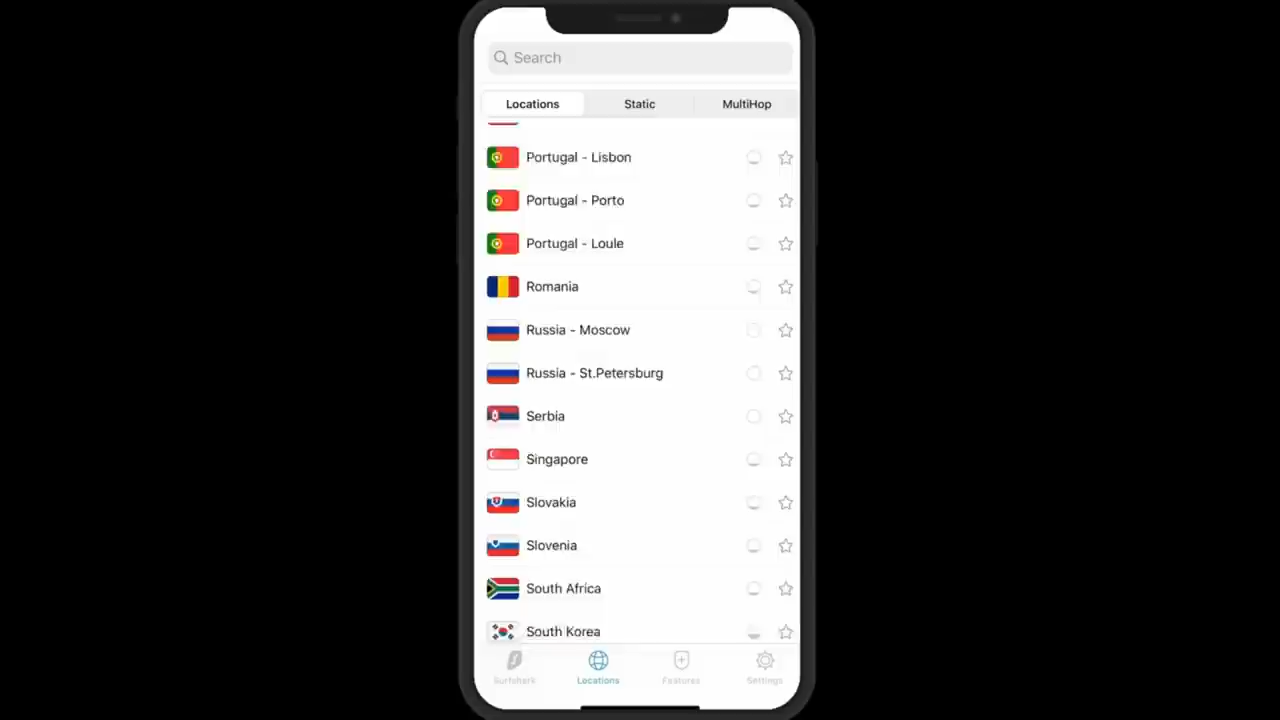 Search
Locations
Static
MultiHop
Portugal - Lisbon
Portugal - Porto
Portugal - Loule
Romania
Russia - Moscow
Russia - St.Petersburg
Serbia
Singapore
Slovakia
Slovenia
South Africa
South Korea
Surfshark
Locations
Features
Settings